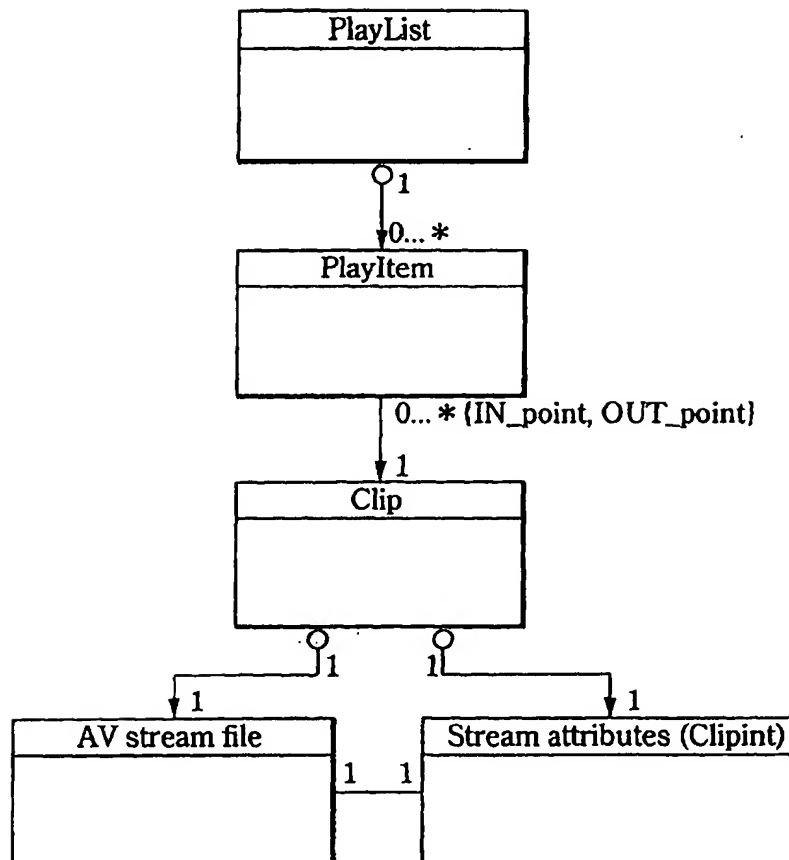 PlayList
1
0... *
PlayItem
0... * {IN_point, OUT_point}
1
Clip
1 1
1 1
AV stream file Stream attributes (Clipint)
1 1